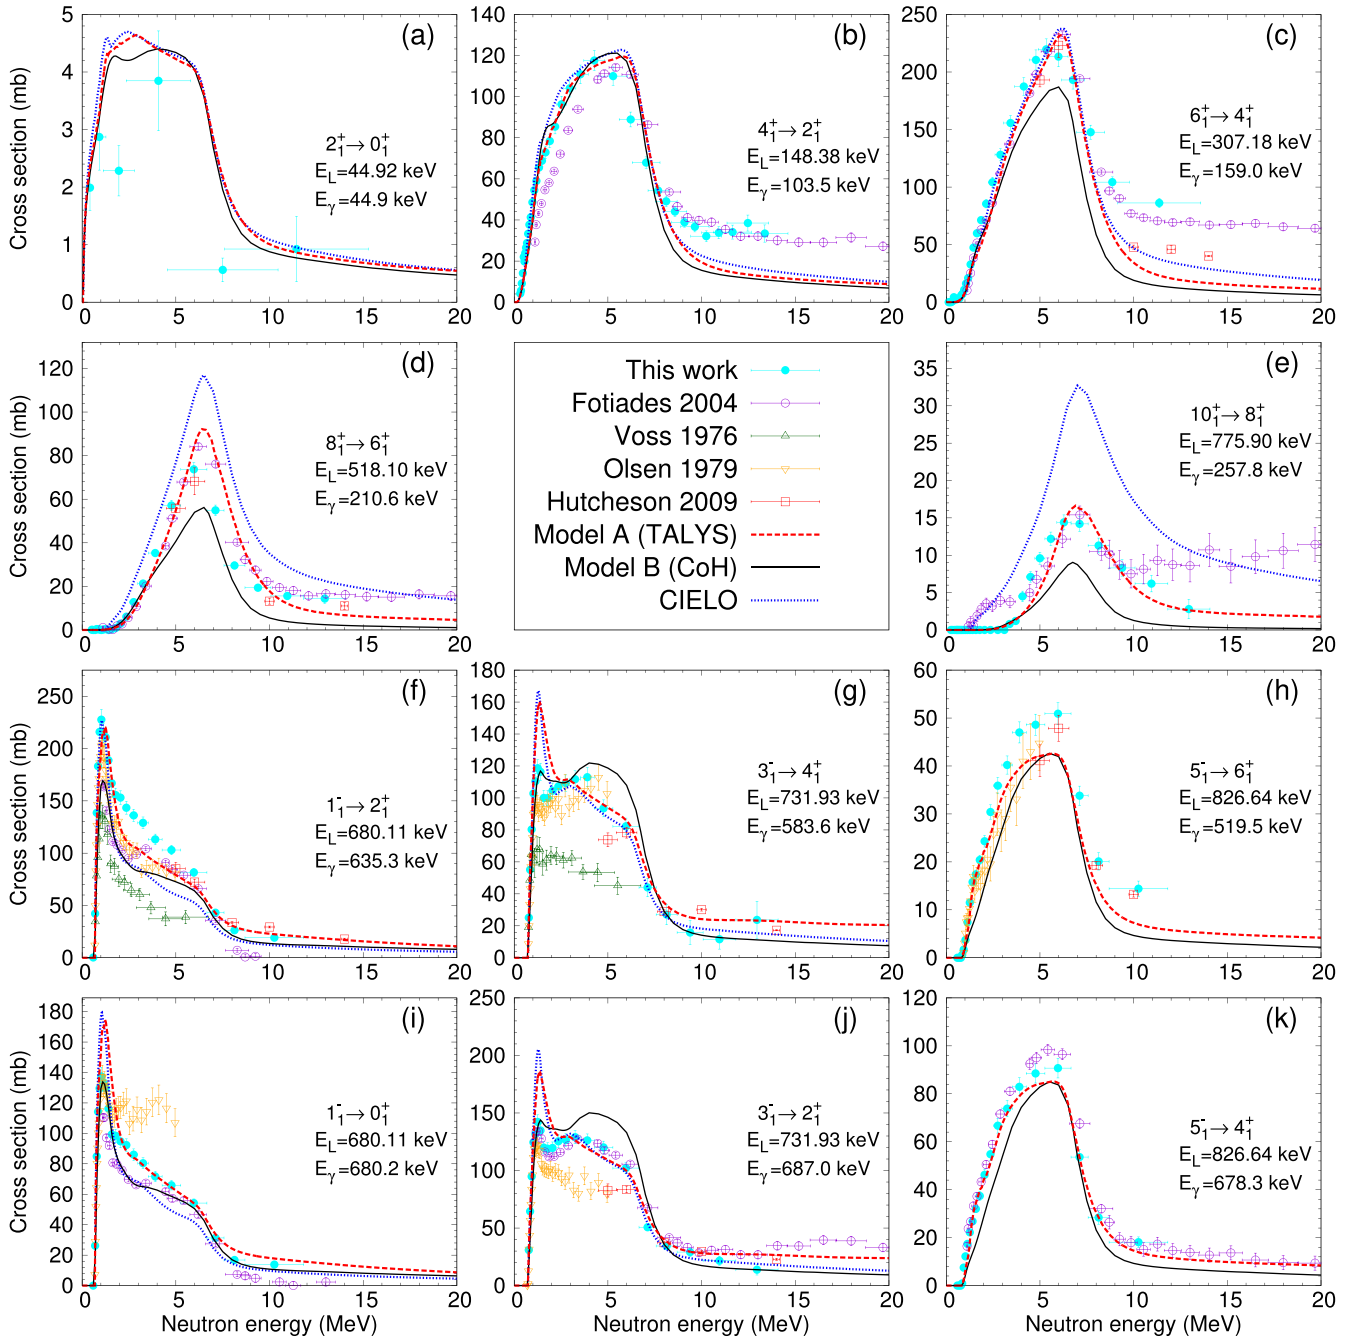 (a)
2₁⁺→0₁⁺
E_L=44.92 keV
E_γ=44.9 keV
Cross section (mb)
0 1 2 3 4 5
0 5 10 15 20
(b)
4₁⁺→2₁⁺
E_L=148.38 keV
E_γ=103.5 keV
0 20 40 60 80 100 120 140
0 5 10 15 20
(c)
6₁⁺→4₁⁺
E_L=307.18 keV
E_γ=159.0 keV
0 50 100 150 200 250
0 5 10 15 20
(d)
8₁⁺→6₁⁺
E_L=518.10 keV
E_γ=210.6 keV
Cross section (mb)
0 20 40 60 80 100 120
0 5 10 15 20
This work
Fotiades 2004
Voss 1976
Olsen 1979
Hutcheson 2009
Model A (TALYS)
Model B (CoH)
CIELO
(e)
10₁⁺→8₁⁺
E_L=775.90 keV
E_γ=257.8 keV
0 5 10 15 20 25 30 35
0 5 10 15 20
(f)
1₁⁻→2₁⁺
E_L=680.11 keV
E_γ=635.3 keV
Cross section (mb)
0 50 100 150 200 250
0 5 10 15 20
(g)
3₁⁻→4₁⁺
E_L=731.93 keV
E_γ=583.6 keV
0 20 40 60 80 100 120 140 160 180
0 5 10 15 20
(h)
5₁⁻→6₁⁺
E_L=826.64 keV
E_γ=519.5 keV
0 10 20 30 40 50 60
0 5 10 15 20
(i)
1₁⁻→0₁⁺
E_L=680.11 keV
E_γ=680.2 keV
Cross section (mb)
0 20 40 60 80 100 120 140 160 180
0 5 10 15 20
Neutron energy (MeV)
(j)
3₁⁻→2₁⁺
E_L=731.93 keV
E_γ=687.0 keV
0 50 100 150 200 250
0 5 10 15 20
Neutron energy (MeV)
(k)
5₁⁻→4₁⁺
E_L=826.64 keV
E_γ=678.3 keV
0 20 40 60 80 100 120
0 5 10 15 20
Neutron energy (MeV)